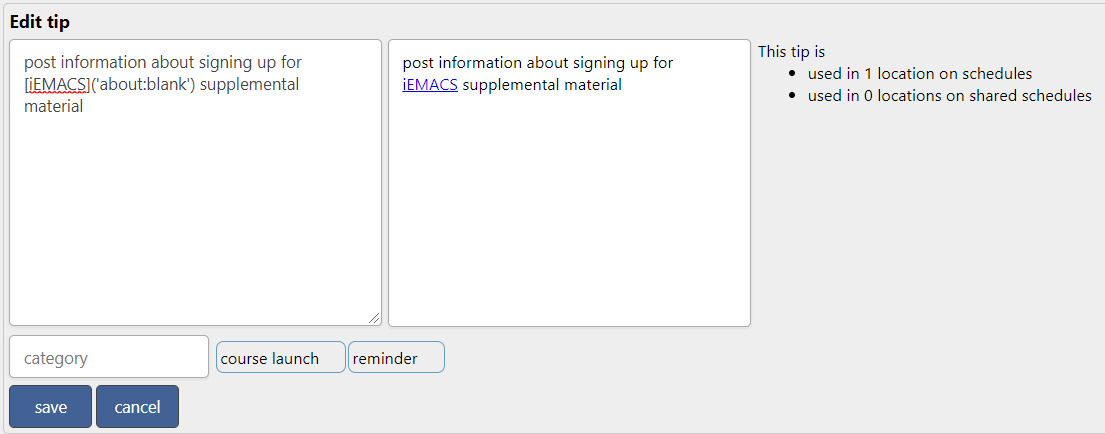 Edit tip
post information about signing up for
[iEMACS]('about:blank') supplemental
material
post information about signing up for
iEMACS supplemental material
This tip is
used in 1 location on schedules
used in 0 locations on shared schedules
category
course launch
reminder
save
cancel